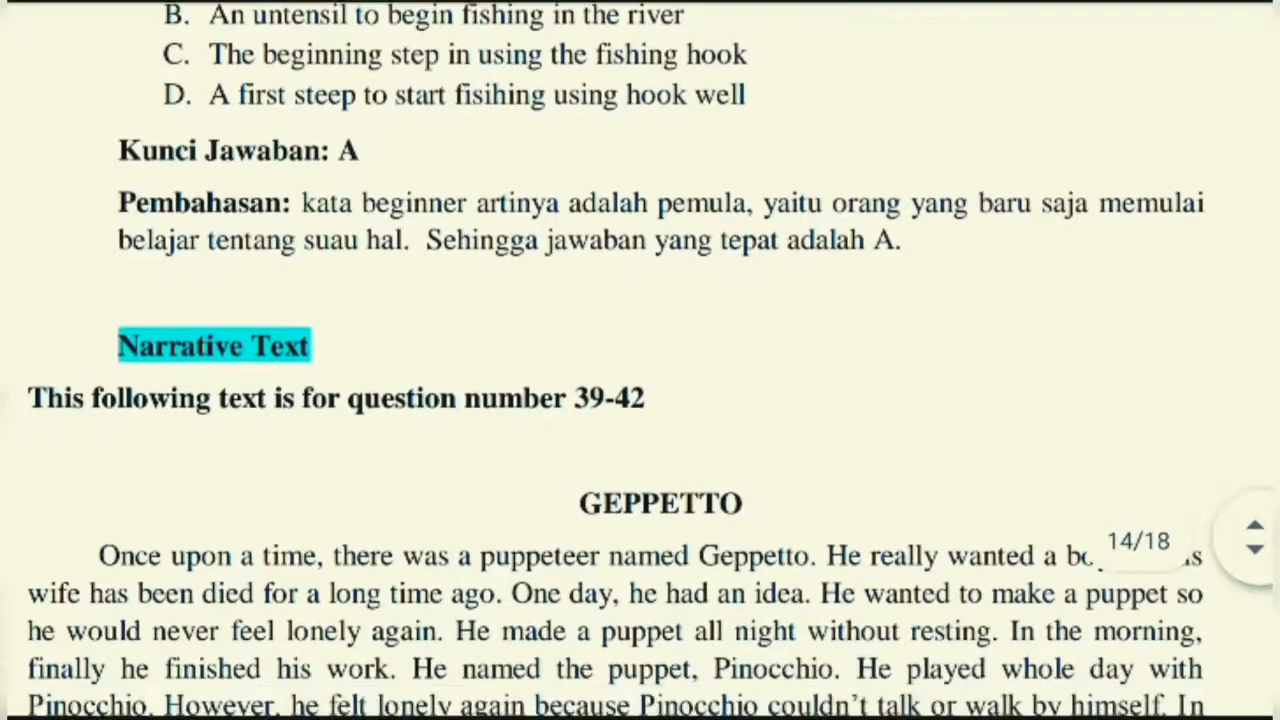 B. An untensil to begin fishing in the river
C. The beginning step in using the fishing hook
D. A first steep to start fisihing using hook well
Kunci Jawaban: A
Pembahasan: kata beginner artinya adalah pemula, yaitu orang yang baru saja memulai
belajar tentang suau hal. Sehingga jawaban yang tepat adalah A.
Narrative Text
This following text is for question number 39-42
GEPPETTO
14/18
Once upon a time, there was a puppeteer named Geppetto. He really wanted a
wife has been died for a long time ago. One day, he had an idea. He wanted to make a puppet so
he would never feel lonely again. He made a puppet all night without resting. In the morning,
finally he finished his work. He named the puppet, Pinocchio. He played whole day with
Pinocchio. However, he felt lonely again because Pinocchio couldn't talk or walk by himself. In